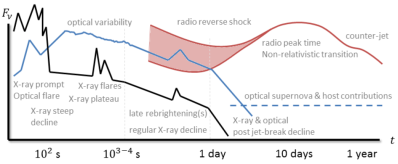 F_ν
optical variability
radio reverse shock
radio peak time
Non-relativistic transition
counter-jet
X-ray prompt
Optical flare
X-ray steep
decline
X-ray flares
X-ray plateau
late rebrightening(s)
regular X-ray decline
optical supernova & host contributions
X-ray & optical
post jet-break decline
t
10² s
10³⁻⁴ s
1 day
10 days
1 year